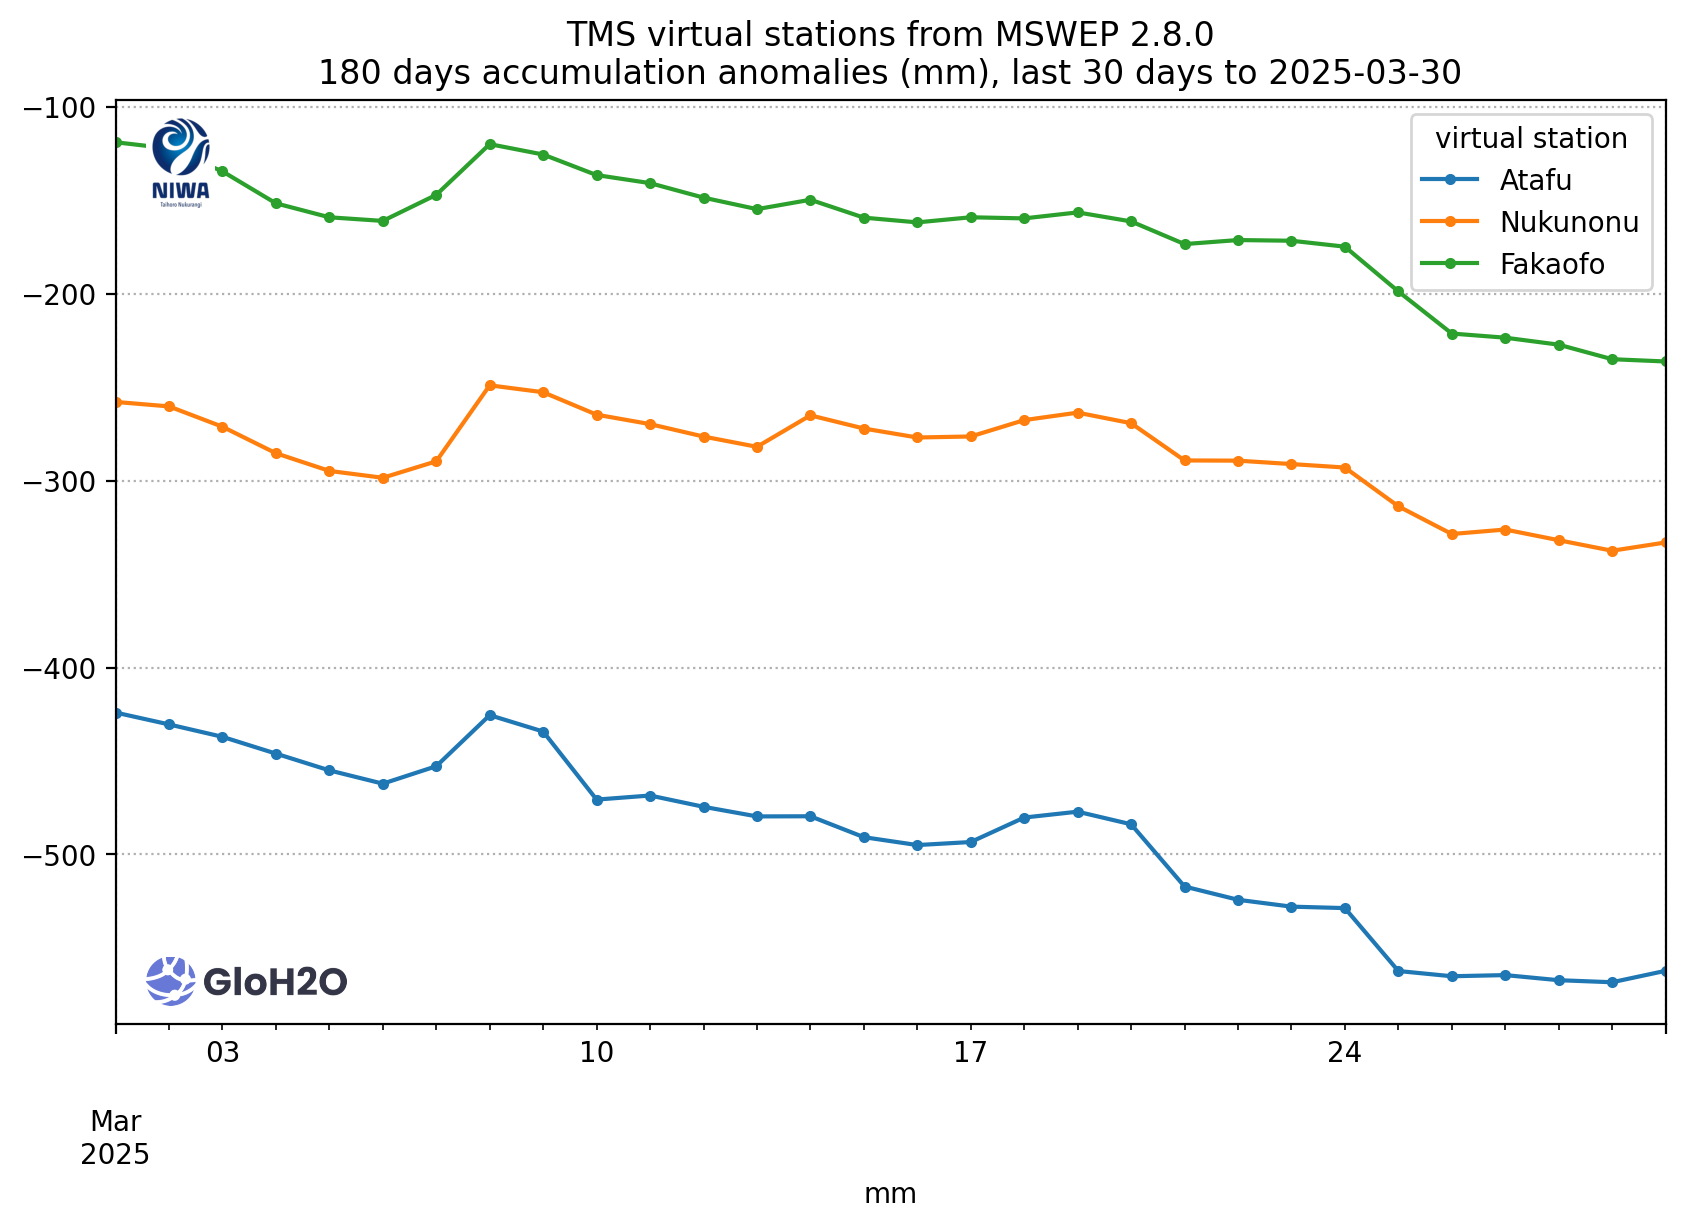 TMS virtual stations from MSWEP 2.8.0
180 days accumulation anomalies (mm), last 30 days to 2025-03-30
−100
−200
−300
−400
−500
NIWA
Taihoro Nukurangi
virtual station
Atafu
Nukunonu
Fakaofo
GloH2O
03
10
17
24
Mar
2025
mm